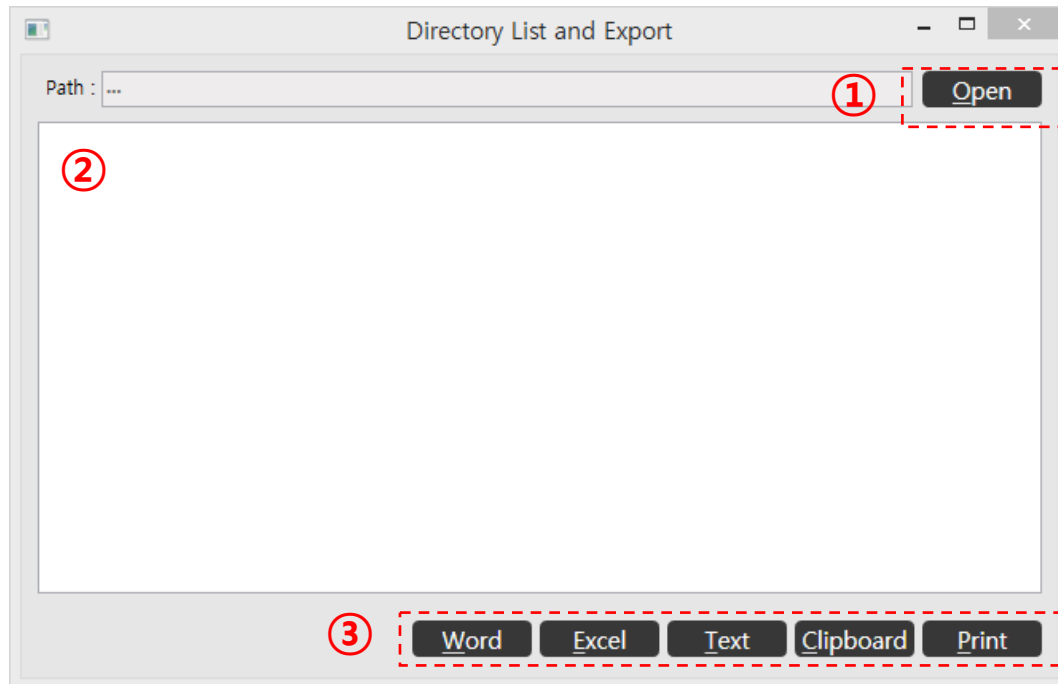 Directory List and Export
Path : ... ① Open
②
③ Word Excel Text Clipboard Print